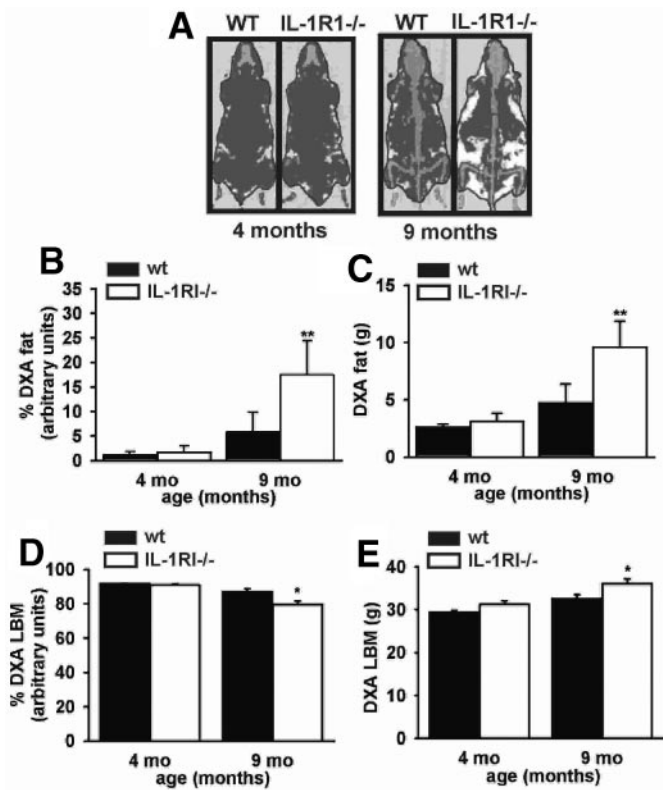 A
WT IL-1R1-/- WT IL-1R1-/-
4 months 9 months
B
wt
IL-1RI-/-
% DXA fat
(arbitrary units)
35
30
25
20
15
10
5
0
**
4 mo 9 mo
age (months)
C
wt
IL-1RI-/-
DXA fat (g)
15
10
5
0
**
4 mo 9 mo
age (months)
D
wt
IL-1RI-/-
% DXA LBM
(arbitrary units)
100
80
60
40
20
0
*
4 mo 9 mo
age (months)
E
wt
IL-1RI-/-
DXA LBM (g)
40
30
20
10
0
*
4 mo 9 mo
age (months)